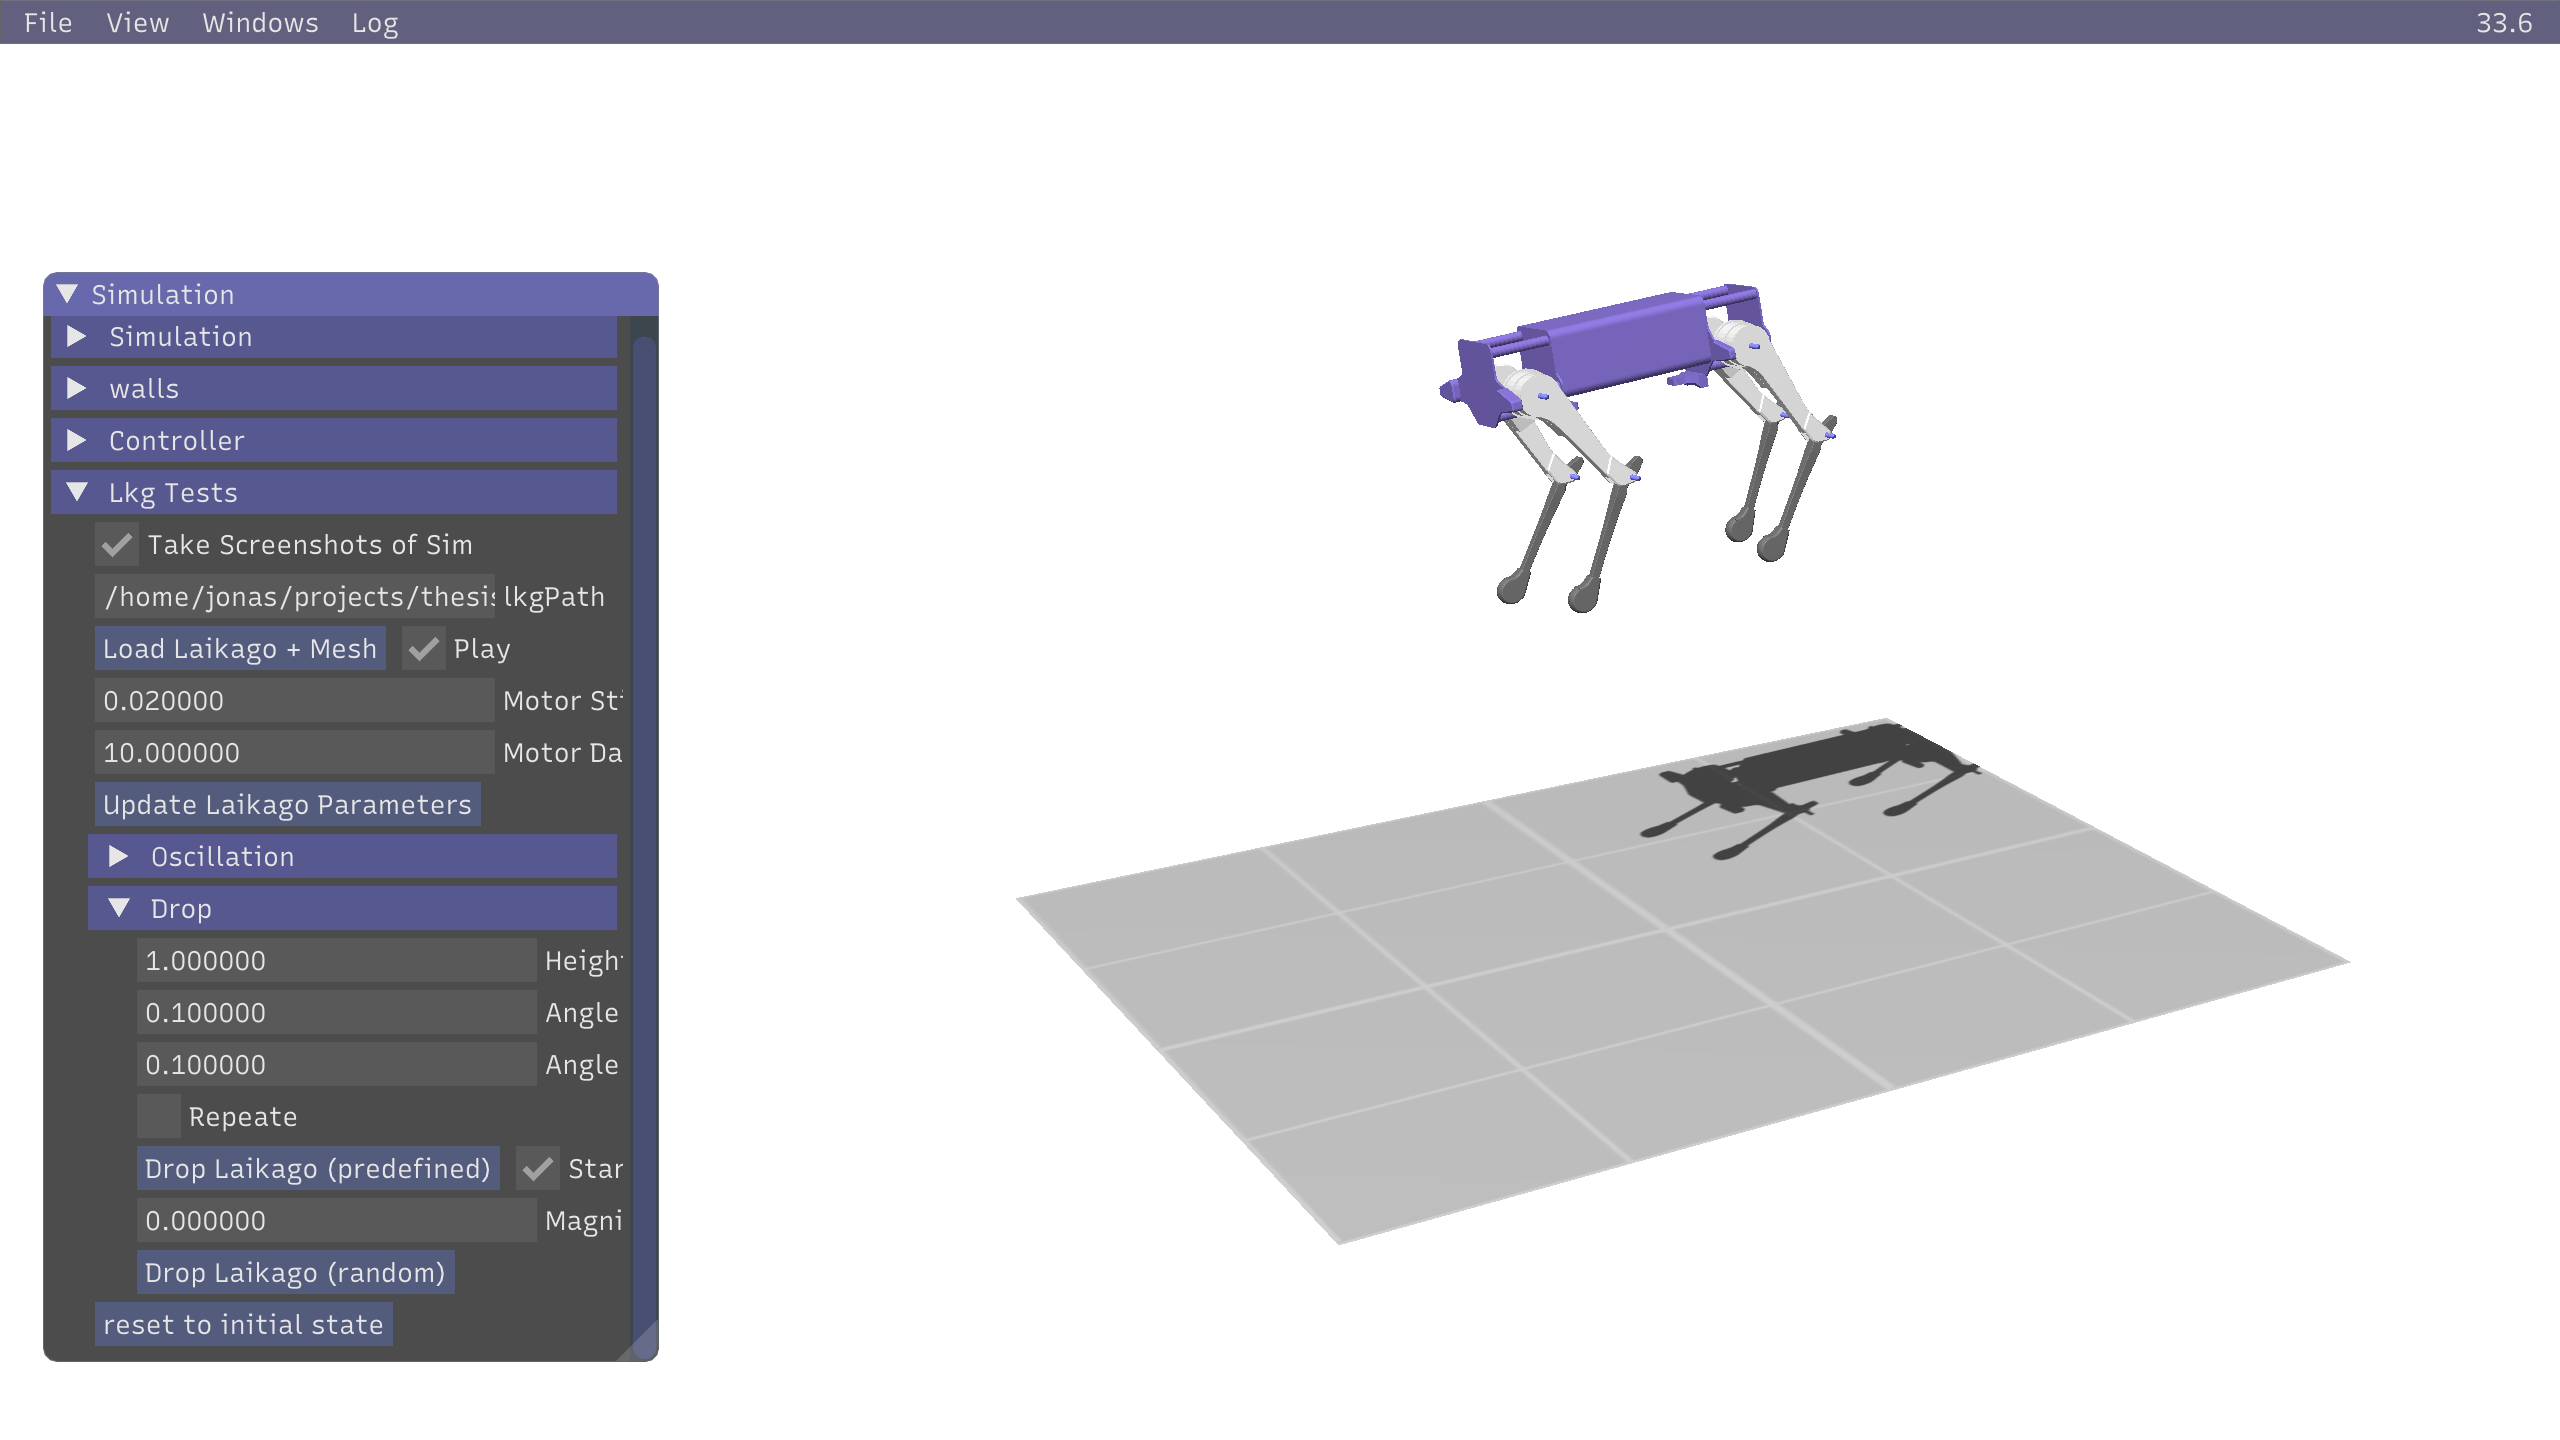 File View Windows Log 33.6
Simulation
Simulation
walls
Controller
Lkg Tests
Take Screenshots of Sim
/home/jonas/projects/thesis lkgPath
Load Laikago + Mesh Play
0.020000 Motor St
10.000000 Motor Da
Update Laikago Parameters
Oscillation
Drop
1.000000 Heigh
0.100000 Angle
0.100000 Angle
Repeate
Drop Laikago (predefined) Star
0.000000 Magni
Drop Laikago (random)
reset to initial state